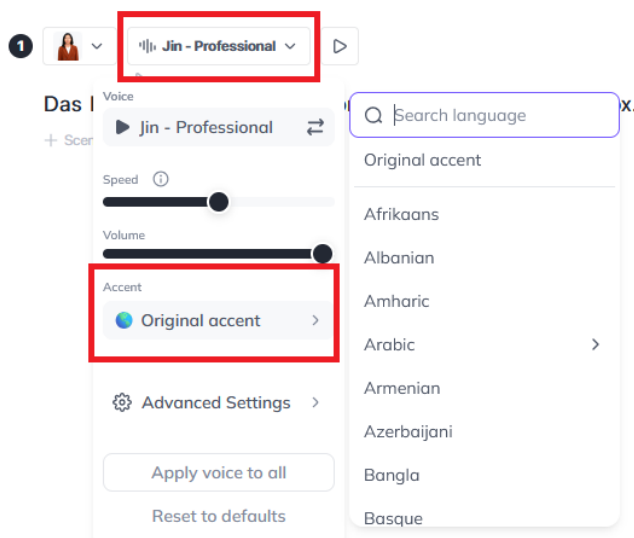 1
Jin - Professional
Das
Voice
Jin - Professional
Speed
Volume
Accent
Original accent
Advanced Settings
Apply voice to all
Reset to defaults
Search language
Original accent
Afrikaans
Albanian
Amharic
Arabic
Armenian
Azerbaijani
Bangla
Basque